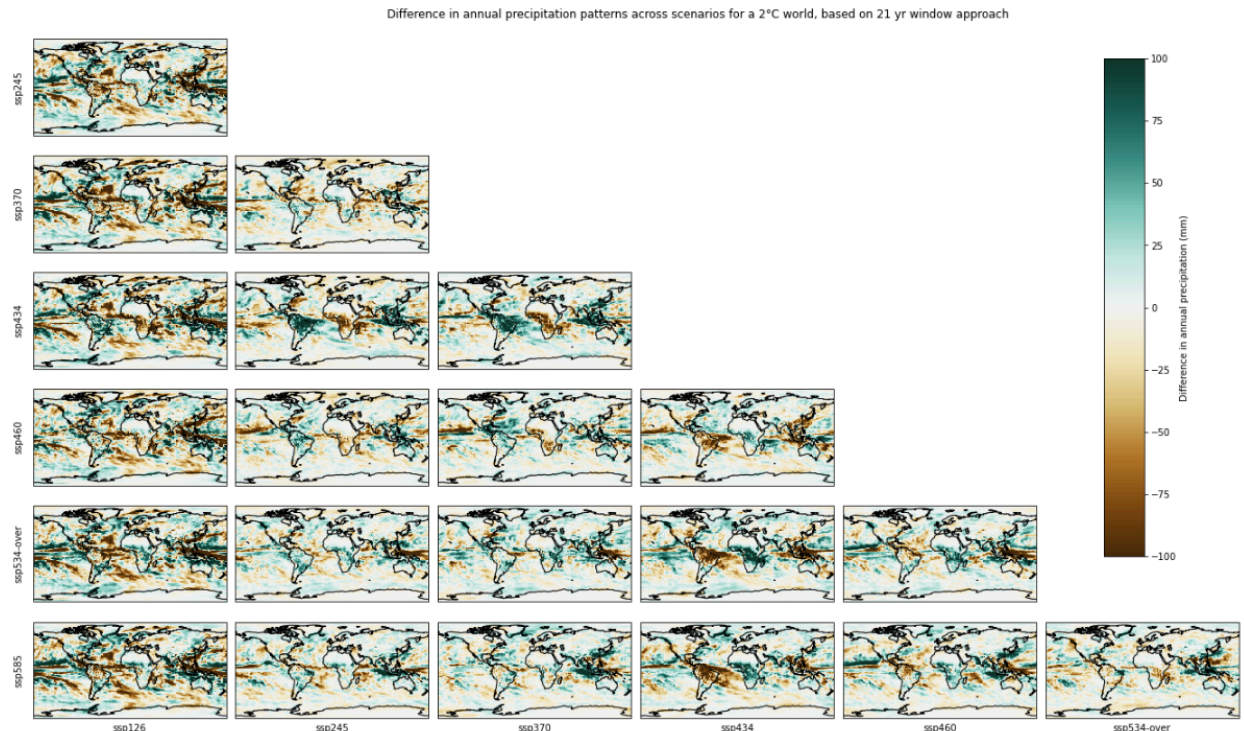 Difference in annual precipitation patterns across scenarios for a 2°C world, based on 21 yr window approach
ssp245
ssp370
ssp434
ssp460
ssp534-over
ssp585
ssp126
ssp245
ssp370
ssp434
ssp460
ssp534-over
100
75
50
25
0
−25
−50
−75
−100
Difference in annual precipitation (mm)